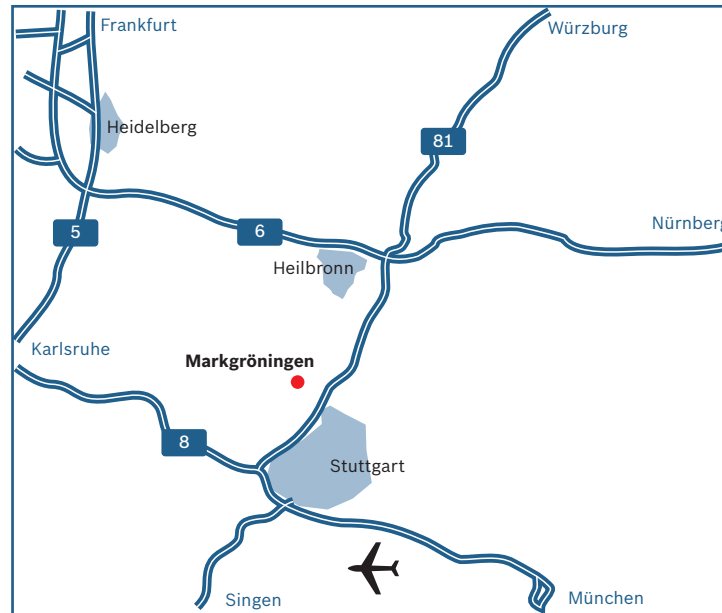 Frankfurt
Würzburg
Heidelberg
81
5
6
Nürnberg
Heilbronn
Karlsruhe
Markgröningen
8
Stuttgart
Singen
München